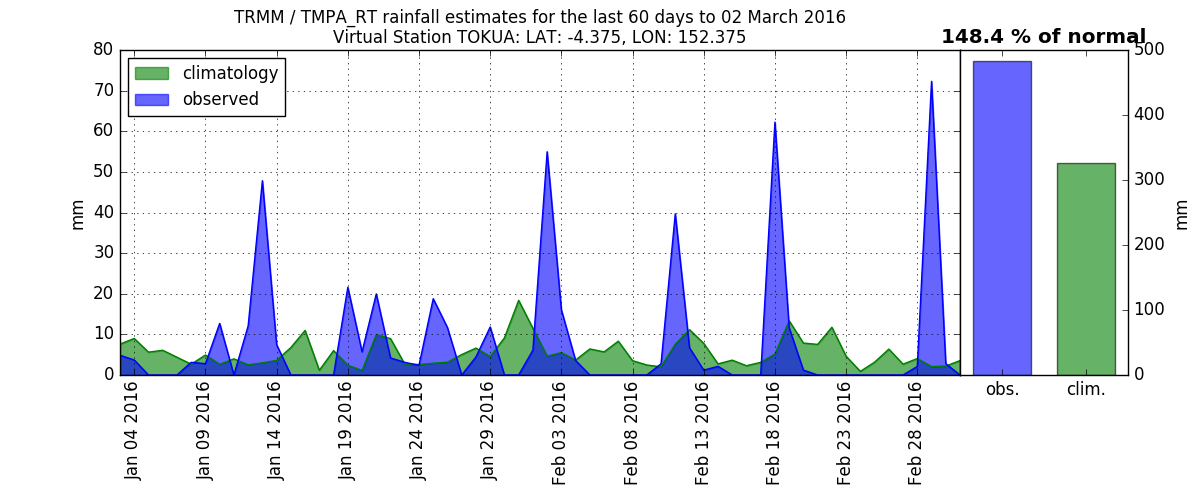 TRMM / TMPA_RT rainfall estimates for the last 60 days to 02 March 2016
Virtual Station TOKUA: LAT: -4.375, LON: 152.375
148.4 % of normal
climatology
observed
80
70
60
50
40
30
20
10
0
mm
Jan 04 2016
Jan 09 2016
Jan 14 2016
Jan 19 2016
Jan 24 2016
Jan 29 2016
Feb 03 2016
Feb 08 2016
Feb 13 2016
Feb 18 2016
Feb 23 2016
Feb 28 2016
500
400
300
200
100
0
mm
obs.
clim.